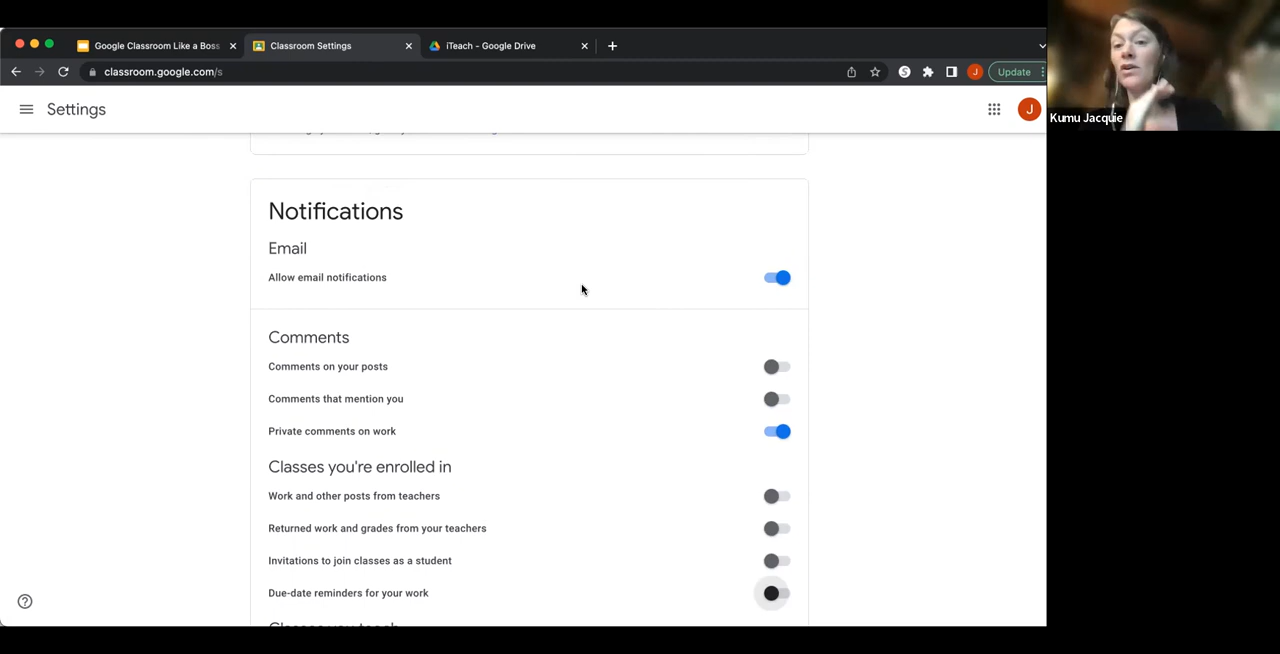 Google Classroom Like a Boss
Classroom Settings
iTeach - Google Drive
classroom.google.com/s
S
J
Update
Settings
J
Kumu Jacquie
Notifications
Email
Allow email notifications
Comments
Comments on your posts
Comments that mention you
Private comments on work
Classes you're enrolled in
Work and other posts from teachers
Returned work and grades from your teachers
Invitations to join classes as a student
Due-date reminders for your work
Classes you teach